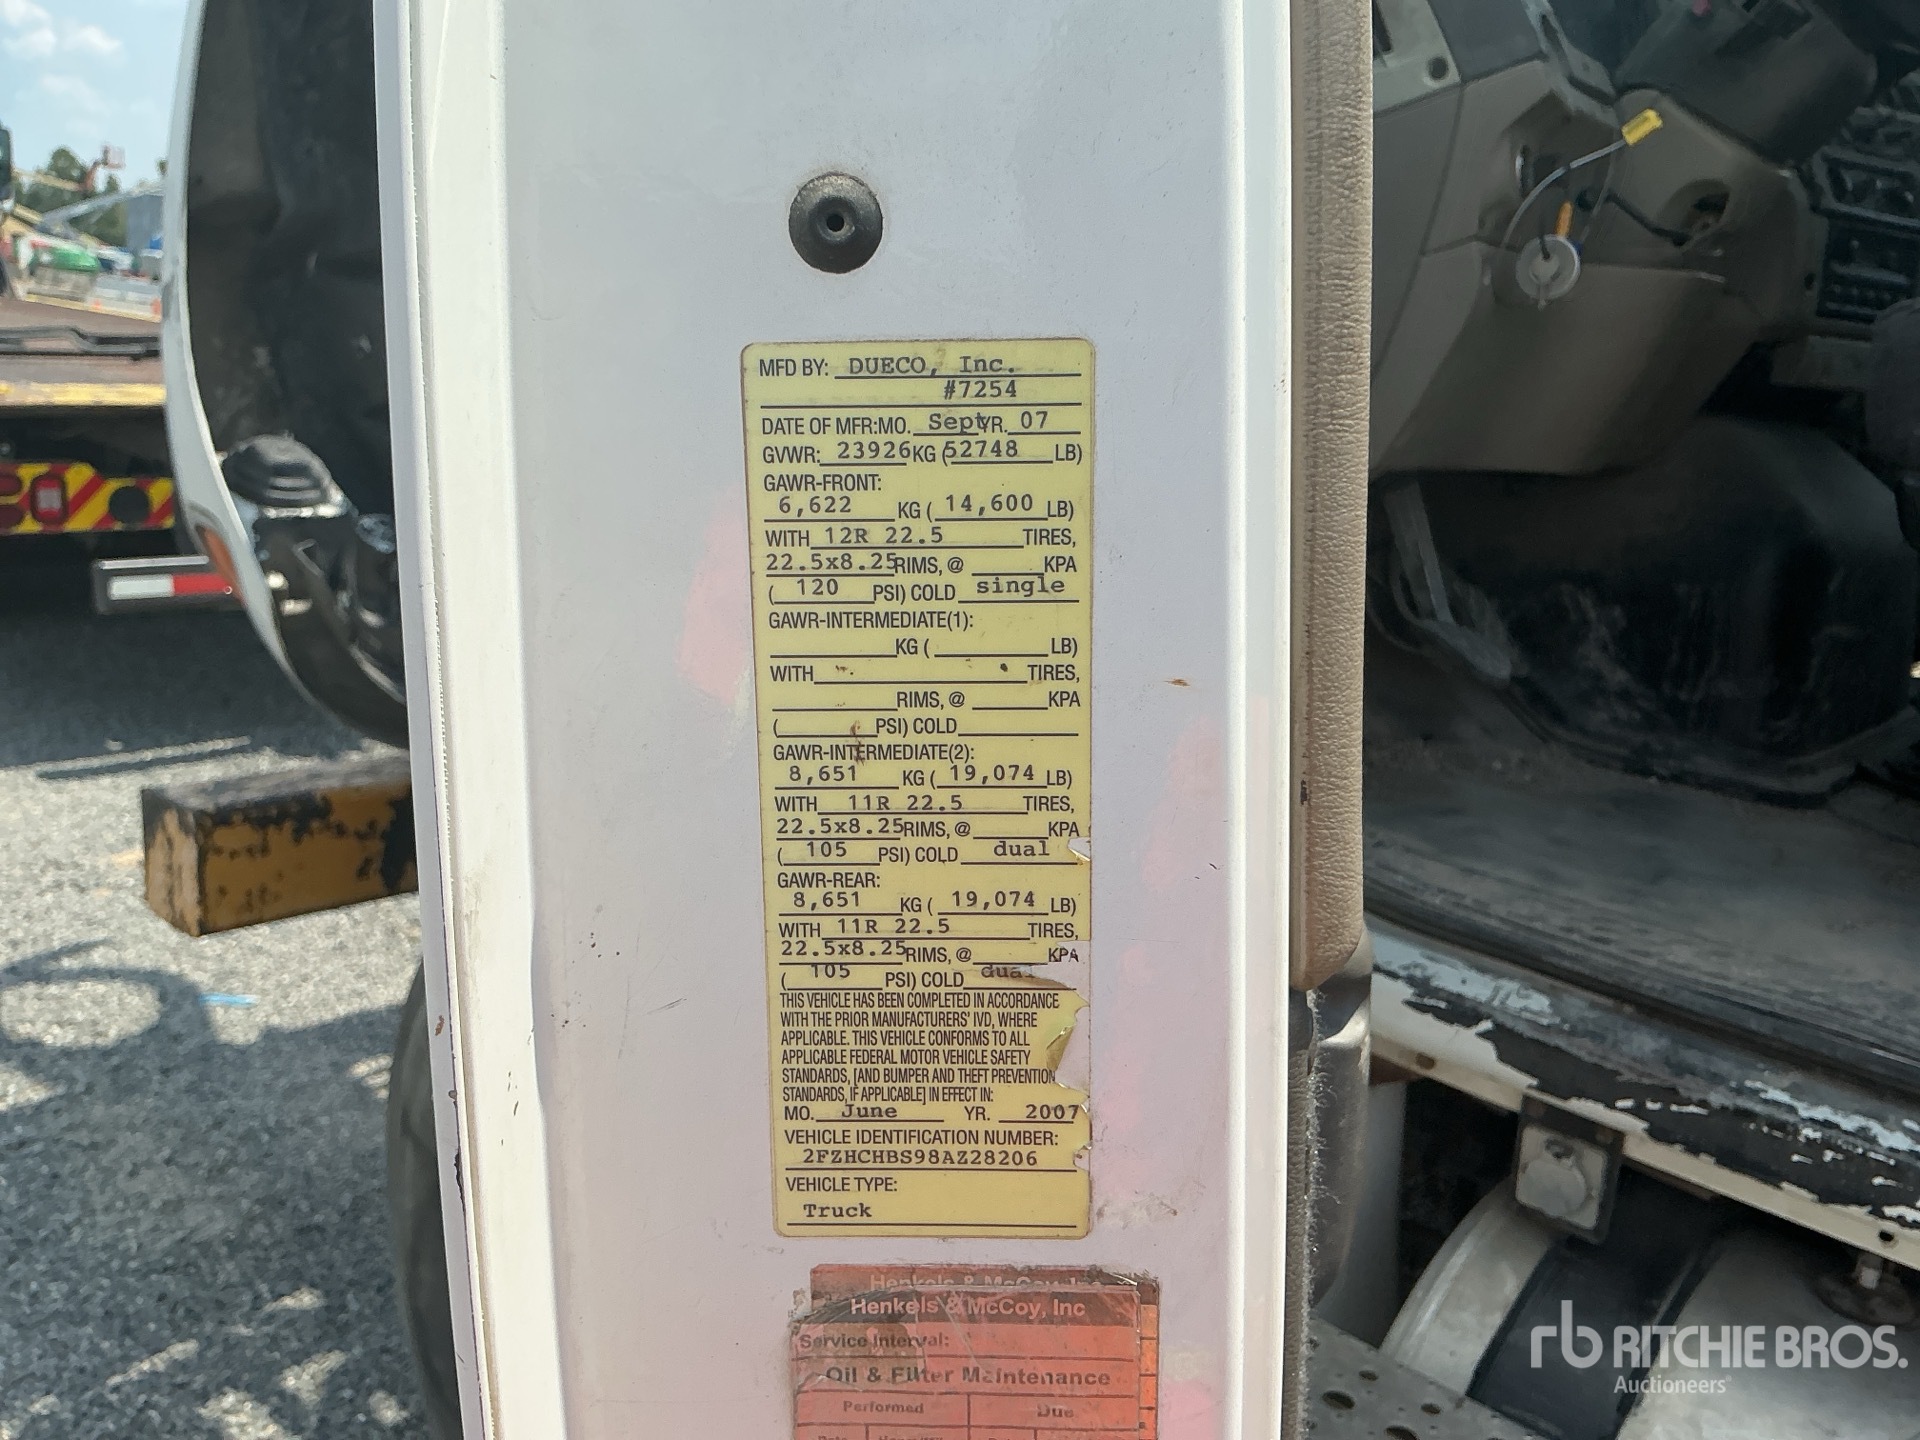 MFD BY: DUECO, Inc.
#7254
DATE OF MFR:MO. Sept YR. 07
GVWR: 23926 KG (52748 LB)
GAWR-FRONT:
6,622 KG ( 14,600 LB)
WITH 12R 22.5 TIRES,
22.5x8.25 RIMS, @ KPA
( 120 PSI) COLD single
GAWR-INTERMEDIATE(1):
KG ( LB)
WITH TIRES,
RIMS, @ KPA
( PSI) COLD
GAWR-INTERMEDIATE(2):
8,651 KG ( 19,074 LB)
WITH 11R 22.5 TIRES,
22.5x8.25 RIMS, @ KPA
( 105 PSI) COLD dual
GAWR-REAR:
8,651 KG ( 19,074 LB)
WITH 11R 22.5 TIRES,
22.5x8.25 RIMS, @ KPA
( 105 PSI) COLD dual
THIS VEHICLE HAS BEEN COMPLETED IN ACCORDANCE
WITH THE PRIOR MANUFACTURERS' IVD, WHERE
APPLICABLE. THIS VEHICLE CONFORMS TO ALL
APPLICABLE FEDERAL MOTOR VEHICLE SAFETY
STANDARDS, [AND BUMPER AND THEFT PREVENTION
STANDARDS, IF APPLICABLE] IN EFFECT IN:
MO. June YR. 2007
VEHICLE IDENTIFICATION NUMBER:
2FZHCHBS98AZ28206
VEHICLE TYPE:
Truck
Henkels & McCoy, Inc
Henkels & McCoy, Inc
Service Interval:
Oil & Filter Maintenance
Performed Due
rb RITCHIE BROS.
Auctioneers